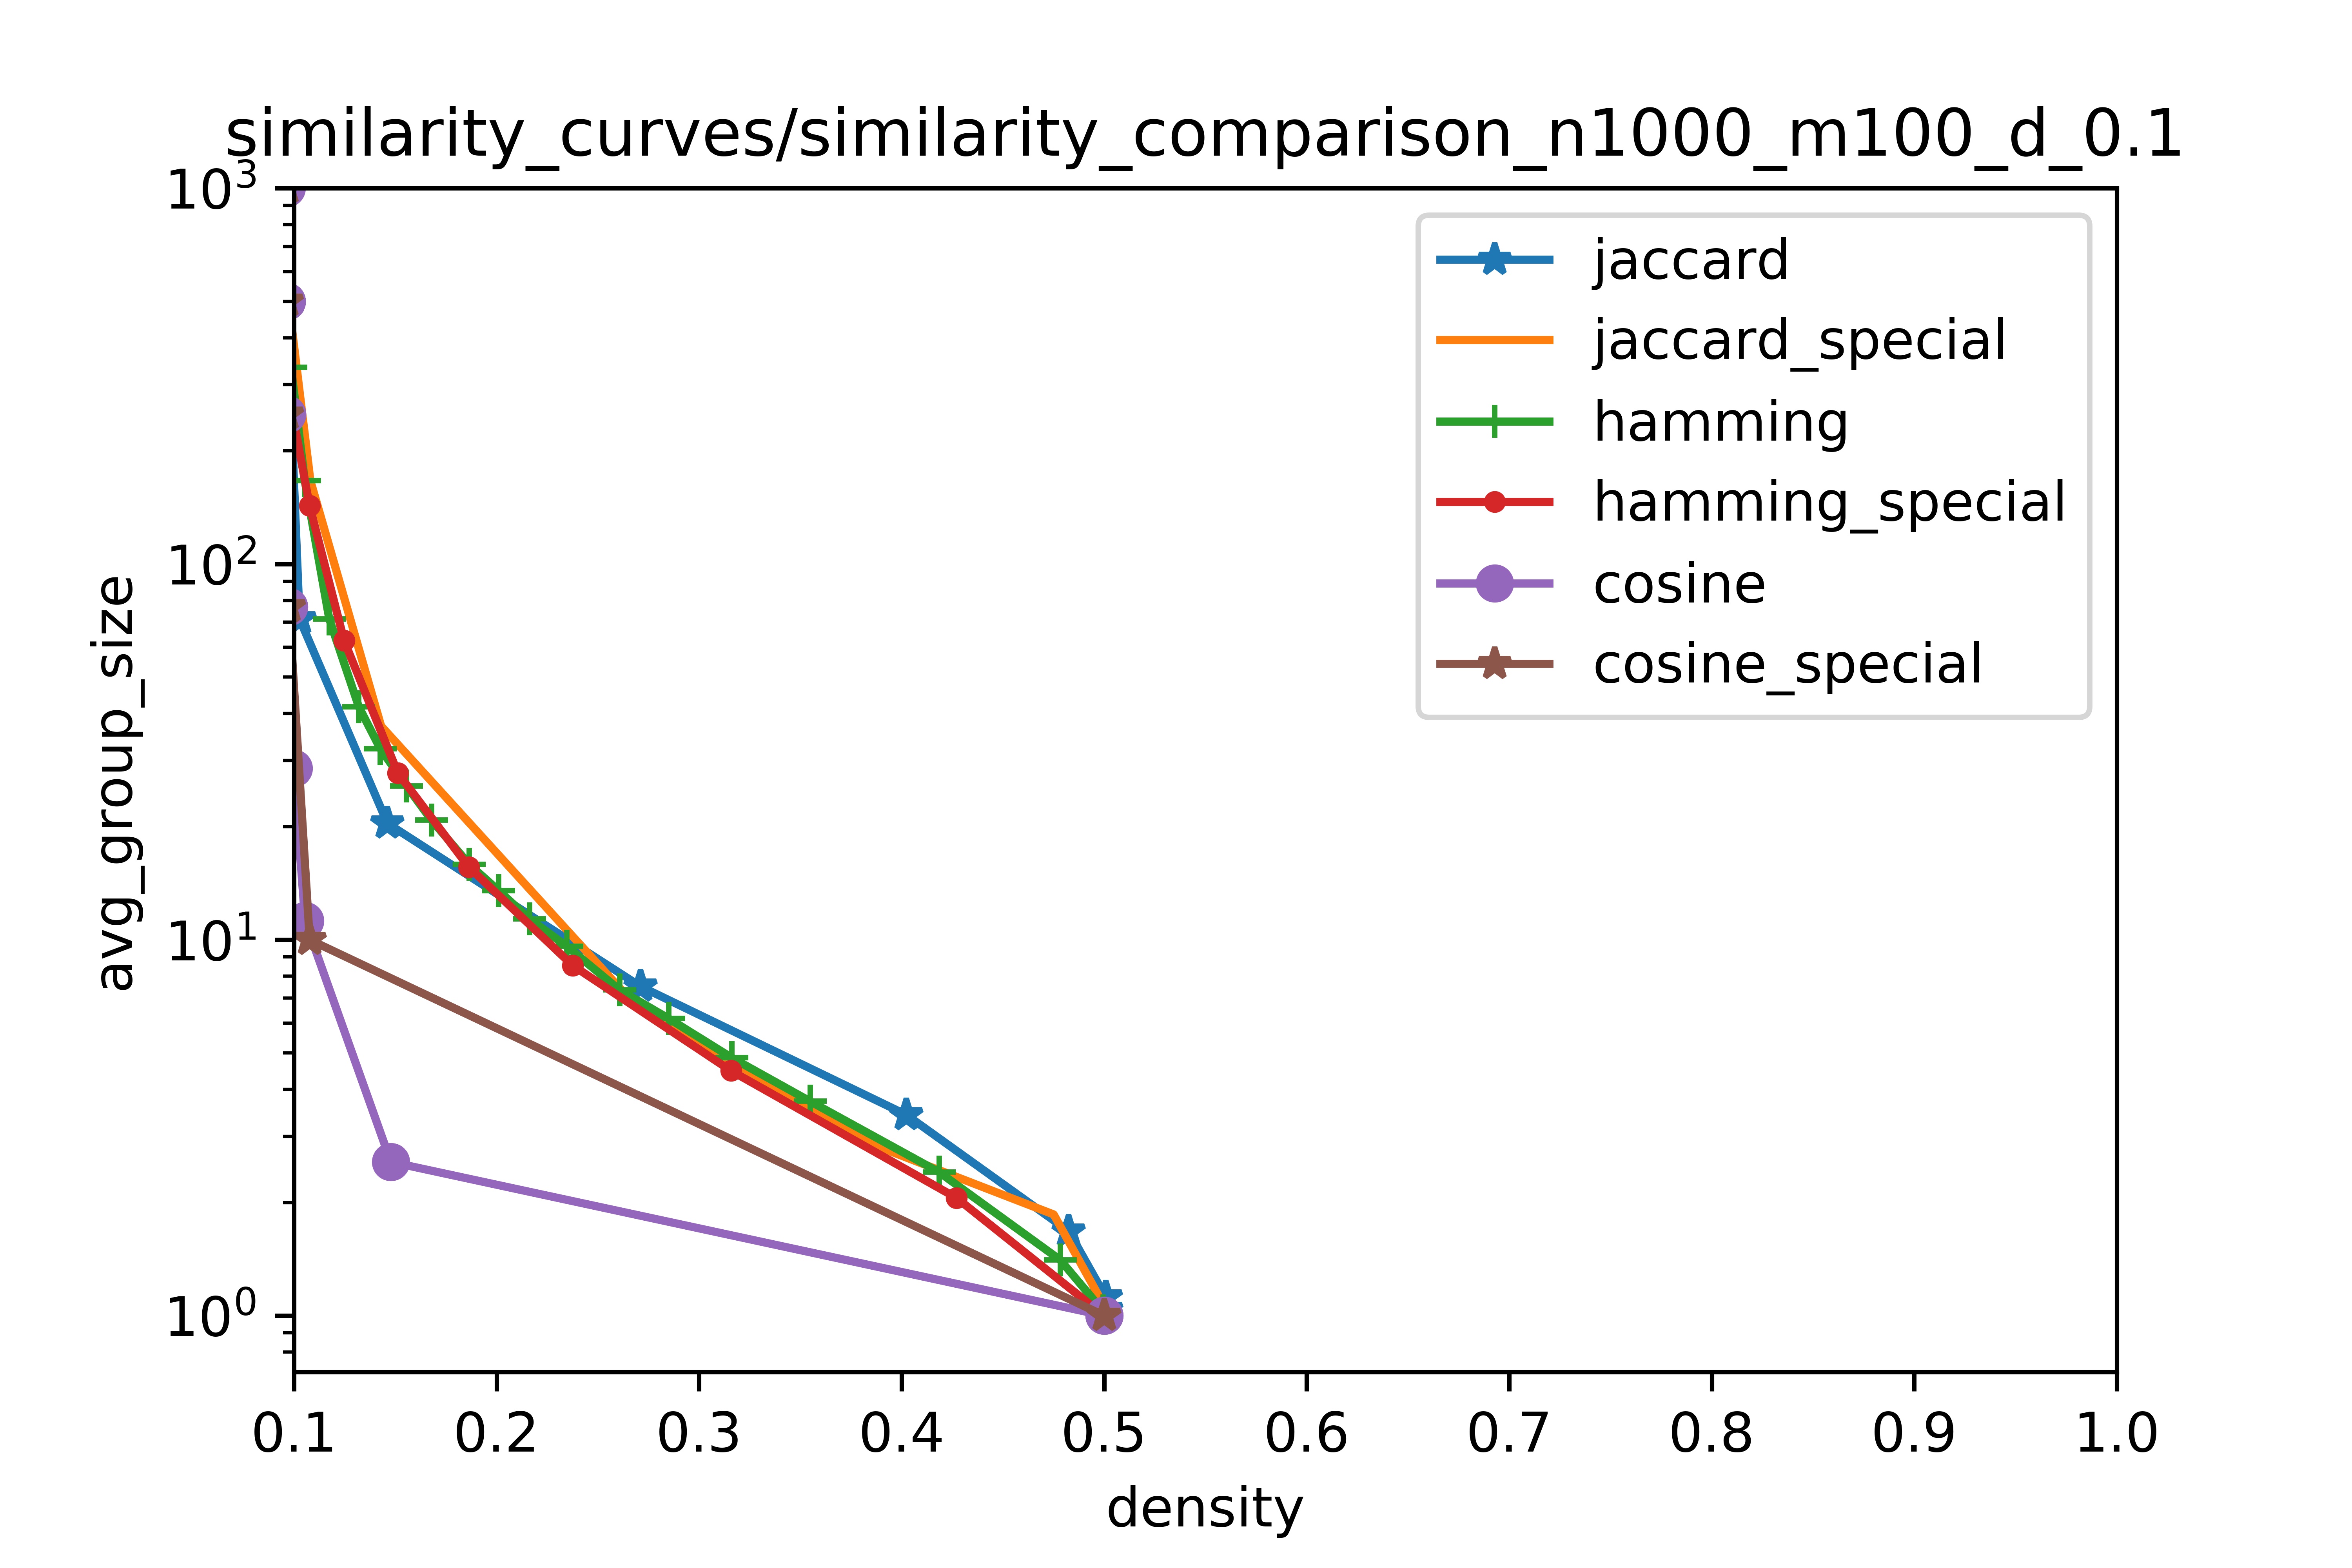 similarity_curves/similarity_comparison_n1000_m100_d_0.1
10³
10²
10¹
10⁰
avg_group_size
jaccard
jaccard_special
hamming
hamming_special
cosine
cosine_special
0.1 0.2 0.3 0.4 0.5 0.6 0.7 0.8 0.9 1.0
density